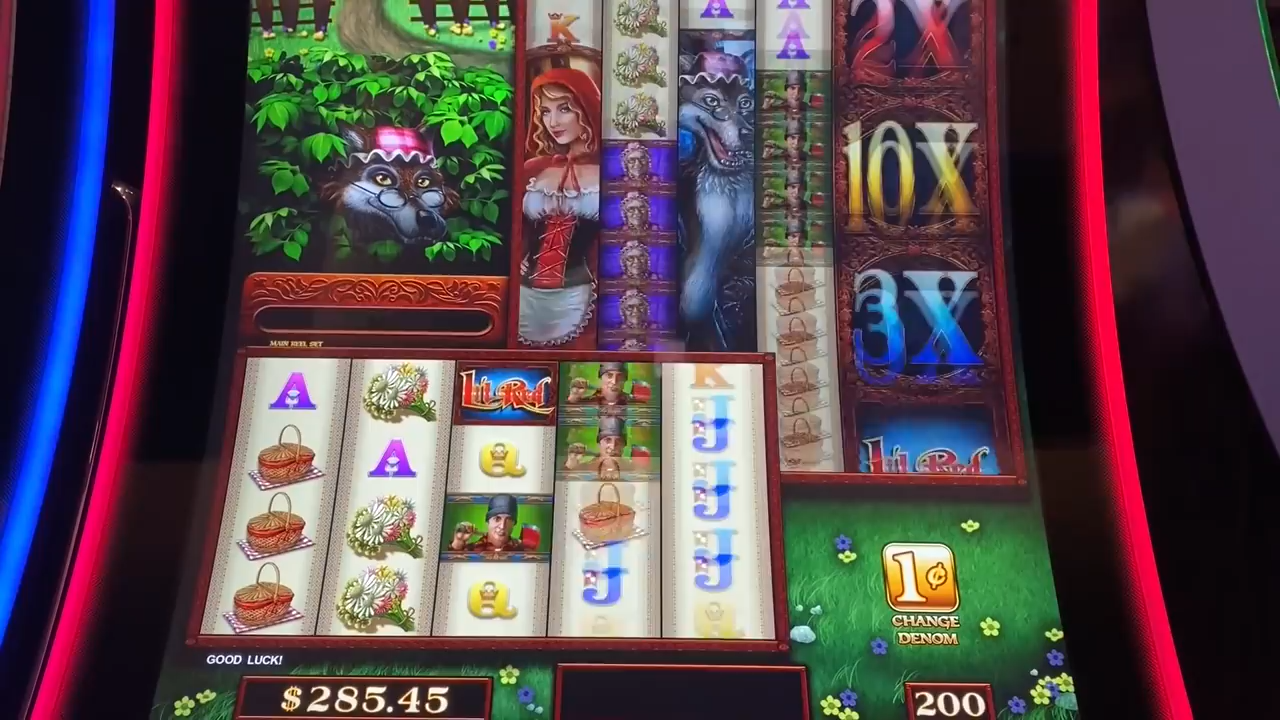 K
A
A
A
2X
10X
3X
Lil Red
MAIN REEL SET
A
Lil Red
K
A
Q
J
J
Q
J
J
Q
1¢
CHANGE
DENOM
GOOD LUCK!
$285.45
200